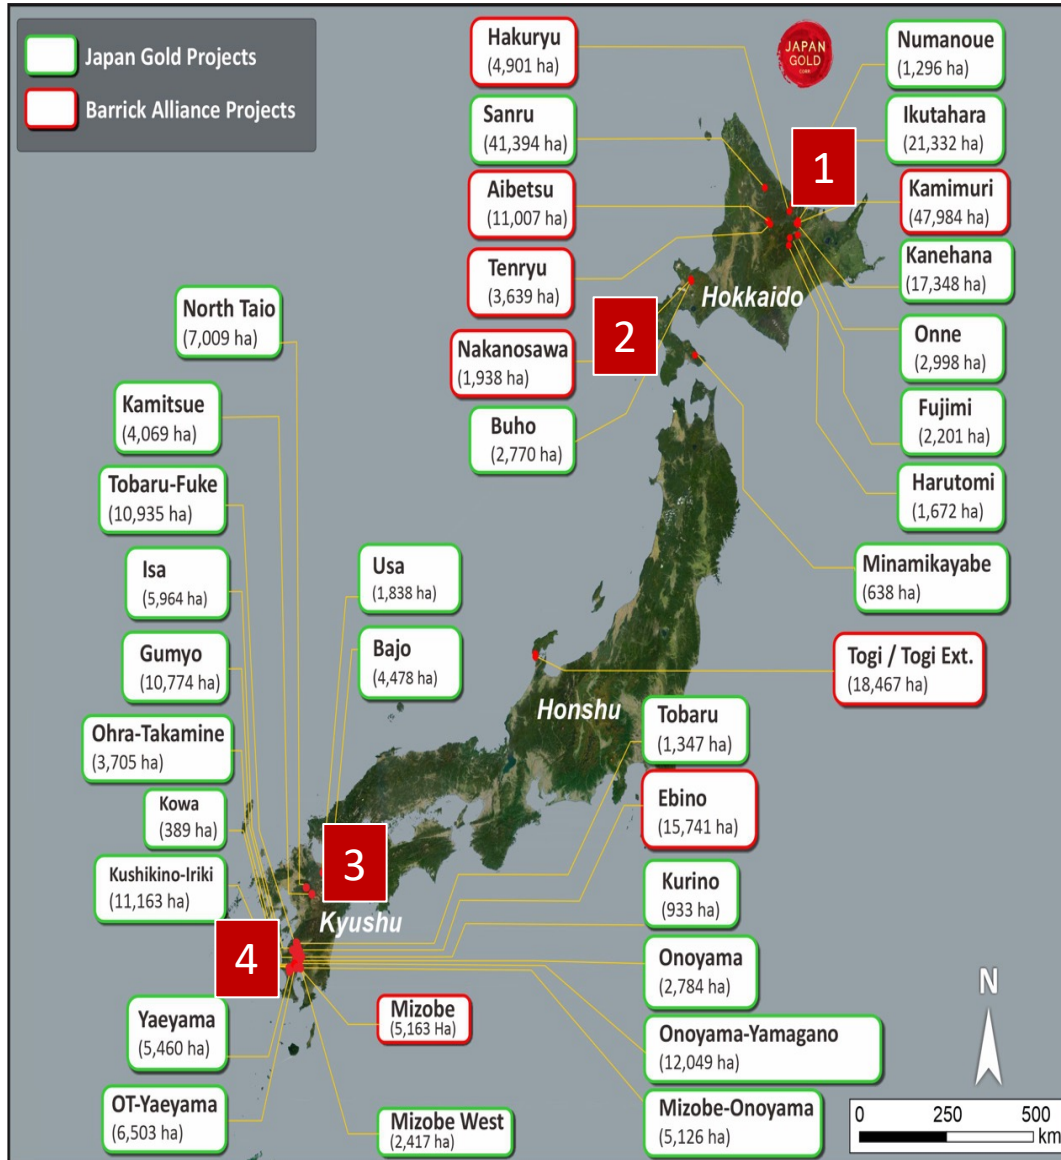 Japan Gold Projects
Barrick Alliance Projects
JAPAN
GOLD
CORP.
Hakuryu
(4,901 ha)
Sanru
(41,394 ha)
Aibetsu
(11,007 ha)
Tenryu
(3,639 ha)
Nakanosawa
(1,938 ha)
Buho
(2,770 ha)
Numanoue
(1,296 ha)
Ikutahara
(21,332 ha)
Kamimuri
(47,984 ha)
Kanehana
(17,348 ha)
Onne
(2,998 ha)
Fujimi
(2,201 ha)
Harutomi
(1,672 ha)
Minamikayabe
(638 ha)
Togi / Togi Ext.
(18,467 ha)
1
2
Hokkaido
North Taio
(7,009 ha)
Kamitsue
(4,069 ha)
Tobaru-Fuke
(10,935 ha)
Isa
(5,964 ha)
Gumyo
(10,774 ha)
Ohra-Takamine
(3,705 ha)
Kowa
(389 ha)
Kushikino-Iriki
(11,163 ha)
Usa
(1,838 ha)
Bajo
(4,478 ha)
Honshu
3
Kyushu
4
Tobaru
(1,347 ha)
Ebino
(15,741 ha)
Kurino
(933 ha)
Onoyama
(2,784 ha)
Onoyama-Yamagano
(12,049 ha)
Mizobe-Onoyama
(5,126 ha)
Yaeyama
(5,460 ha)
OT-Yaeyama
(6,503 ha)
Mizobe
(5,163 Ha)
Mizobe West
(2,417 ha)
N
0 250 500
km